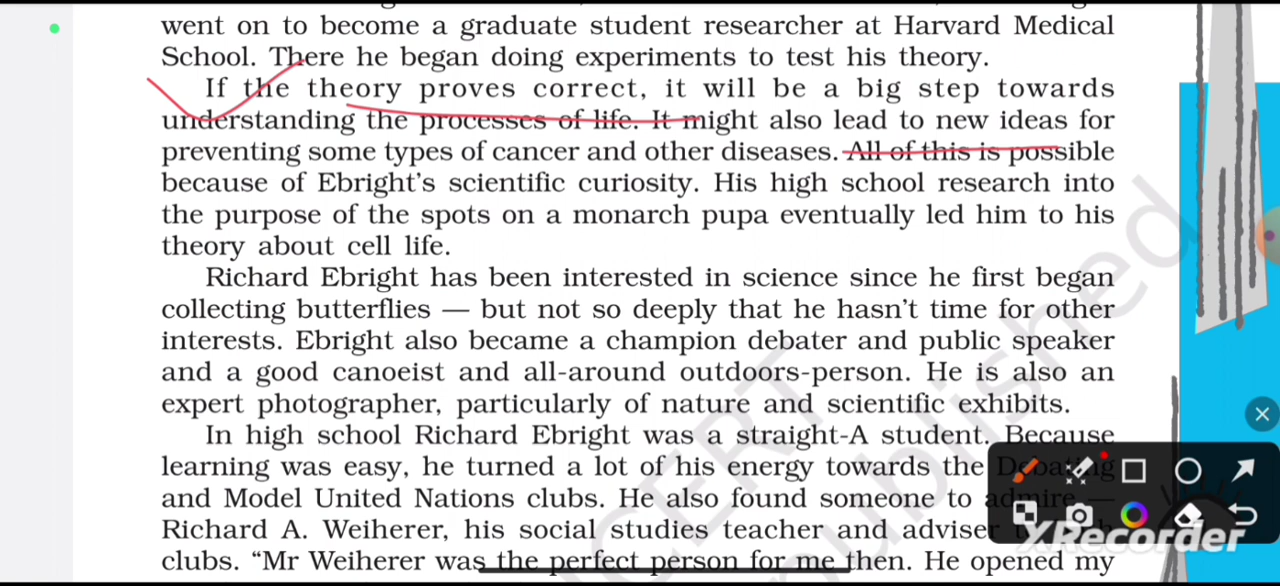 went on to become a graduate student researcher at Harvard Medical
School. There he began doing experiments to test his theory.
If the theory proves correct, it will be a big step towards
understanding the processes of life. It might also lead to new ideas for
preventing some types of cancer and other diseases. All of this is possible
because of Ebright’s scientific curiosity. His high school research into
the purpose of the spots on a monarch pupa eventually led him to his
theory about cell life.
Richard Ebright has been interested in science since he first began
collecting butterflies — but not so deeply that he hasn’t time for other
interests. Ebright also became a champion debater and public speaker
and a good canoeist and all-around outdoors-person. He is also an
expert photographer, particularly of nature and scientific exhibits.
In high school Richard Ebright was a straight-A student. Because
learning was easy, he turned a lot of his energy towards the Debating
and Model United Nations clubs. He also found someone to admire —
Richard A. Weiherer, his social studies teacher and adviser
clubs. “Mr Weiherer was the perfect person for me then. He opened my
XRecorder